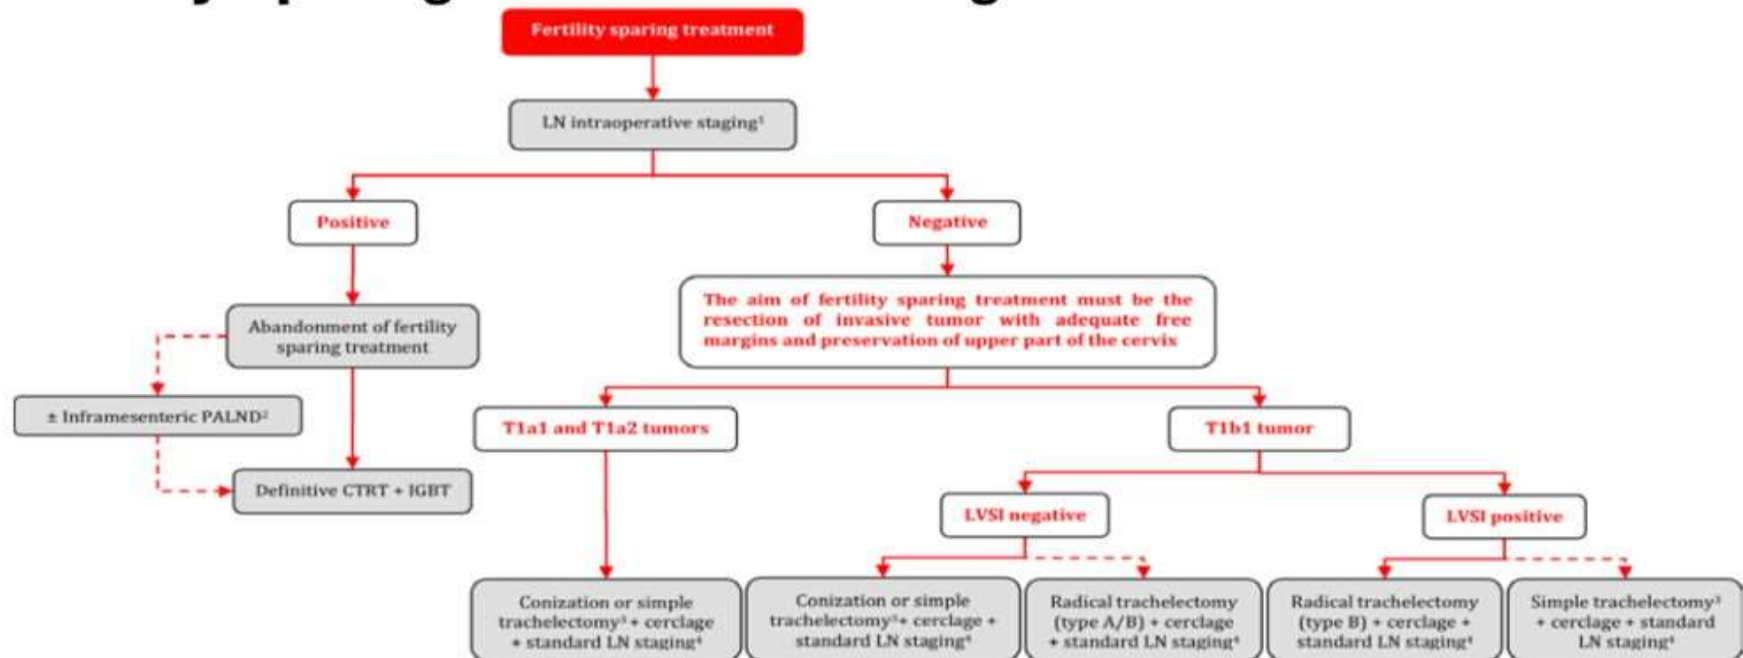 Fertility sparing treatment
LN intraoperative staging¹
Positive
Negative
Abandonment of fertility
sparing treatment
The aim of fertility sparing treatment must be the
resection of invasive tumor with adequate free
margins and preservation of upper part of the cervix
± Inframesenteric PALND²
Definitive CTRT + IGBT
T1a1 and T1a2 tumors
T1b1 tumor
LVSI negative
LVSI positive
Conization or simple
trachelectomy³ + cerclage
+ standard LN staging⁴
Conization or simple
trachelectomy³+ cerclage +
standard LN staging⁴
Radical trachelectomy
(type A/B) + cerclage
+ standard LN staging⁴
Radical trachelectomy
(type B) + cerclage +
standard LN staging⁴
Simple trachelectomy³
+ cerclage + standard
LN staging⁴